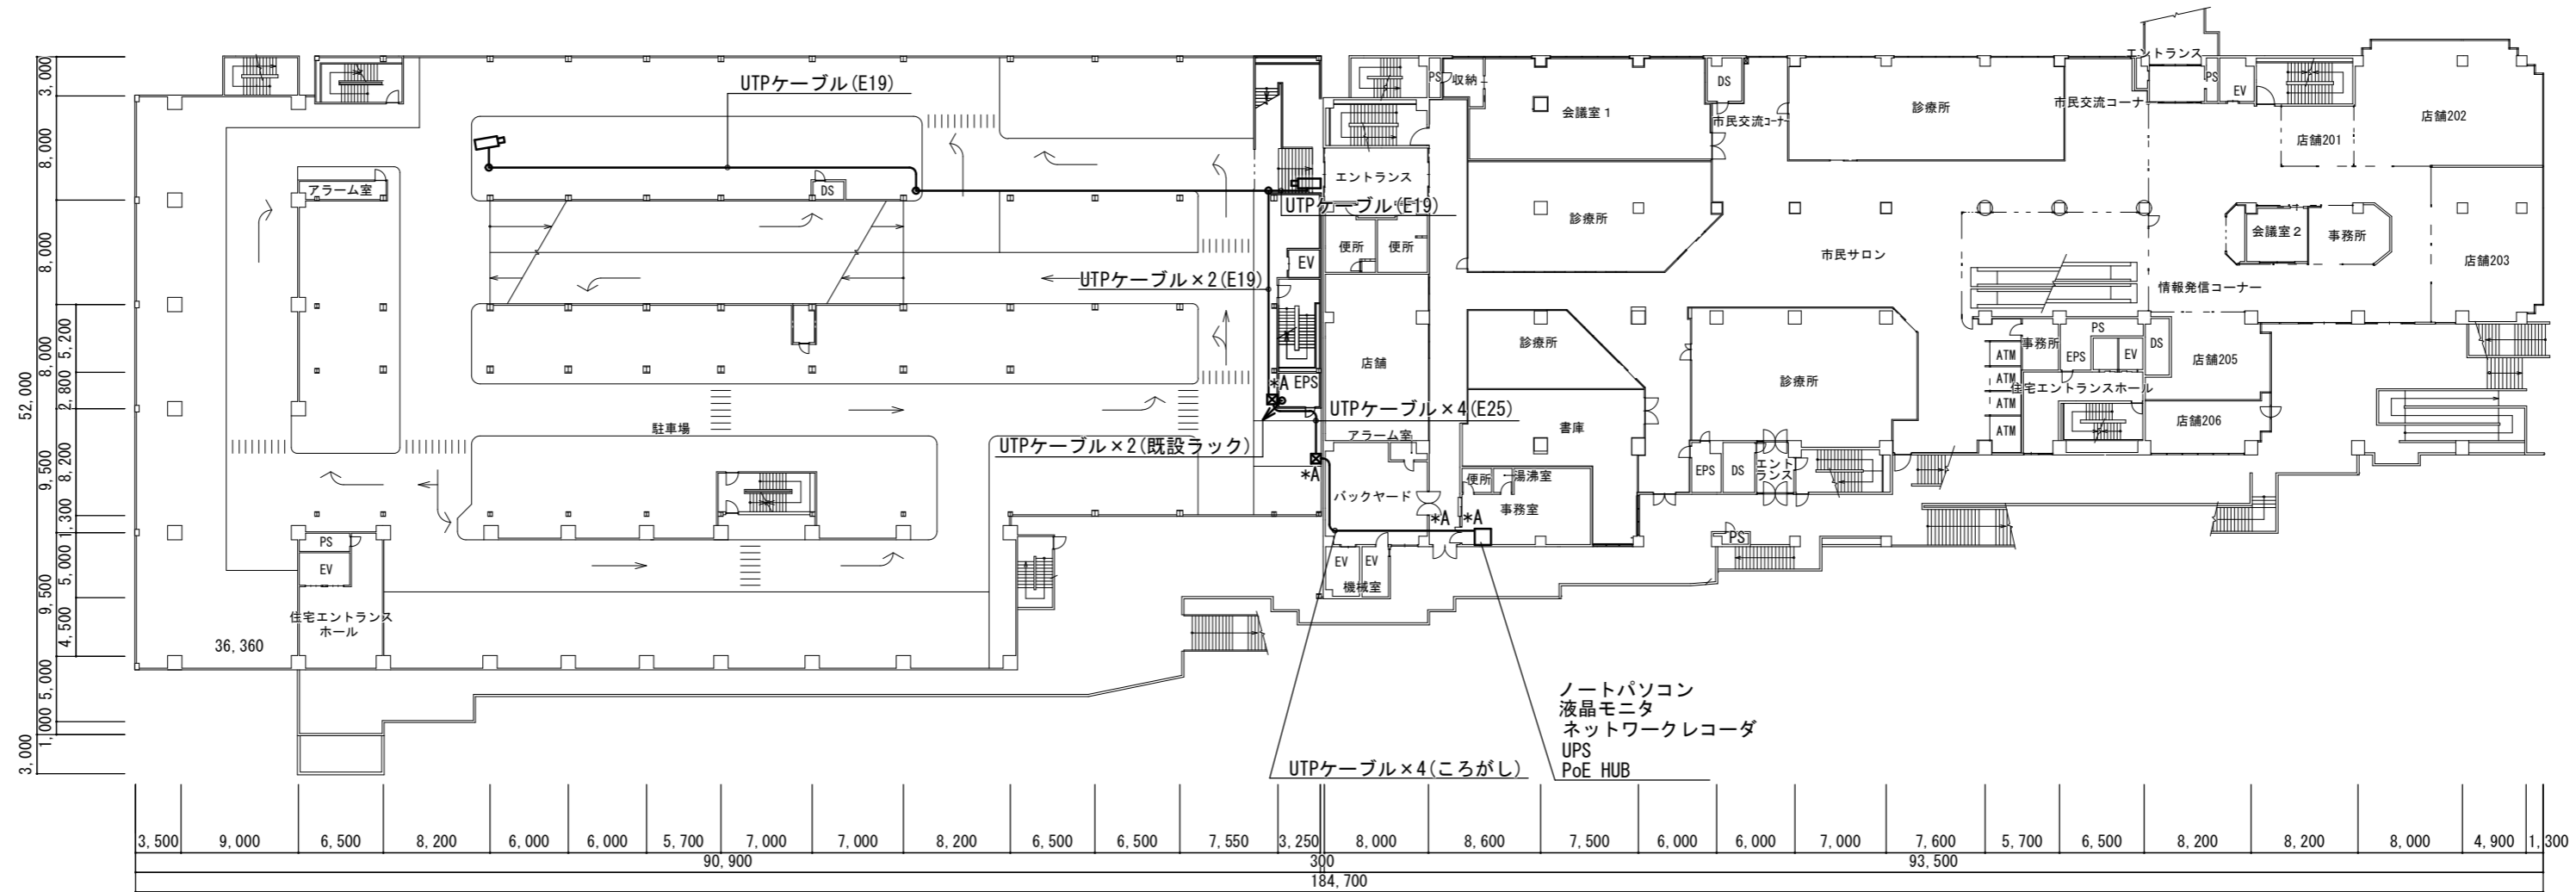 エントランス
UTPケーブル(E19)
PS
収納
DS
会議室1
市民交流コーナー
診療所
市民交流コーナー
PS
EV
店舗201
店舗202
アラーム室
DS
エントランス
UTPケーブル(E19)
診療所
会議室2
事務所
便所
便所
EV
市民サロン
店舗203
UTPケーブル×2(E19)
情報発信コーナー
診療所
店舗
事務所
PS
EPS
EV
DS
店舗205
ATM
ATM
ATM
ATM
住宅エントランスホール
診療所
*A
EPS
UTPケーブル×4(E25)
店舗206
駐車場
アラーム室
書庫
UTPケーブル×2(既設ラック)
*A
EPS
DS
エント
ランス
便所
湯沸室
バックヤード
*A
*A
事務室
PS
PS
EV
EV
EV
機械室
住宅エントランス
ホール
36,360
ノートパソコン
液晶モニタ
ネットワークレコーダ
UPS
PoE HUB
UTPケーブル×4(ころがし)
3,000
8,000
8,000
8,000
9,500
9,500
5,000
1,000
3,000
52,000
5,200
2,800
8,200
1,300
5,000
4,500
3,500 9,000 6,500 8,200 6,000 6,000 5,700 7,000 7,000 8,200 6,500 6,500 7,550 3,250 8,000 8,600 7,500 6,000 6,000 7,000 7,600 5,700 6,500 8,200 8,200 8,000 4,900 1,300
90,900 300 93,500
184,700